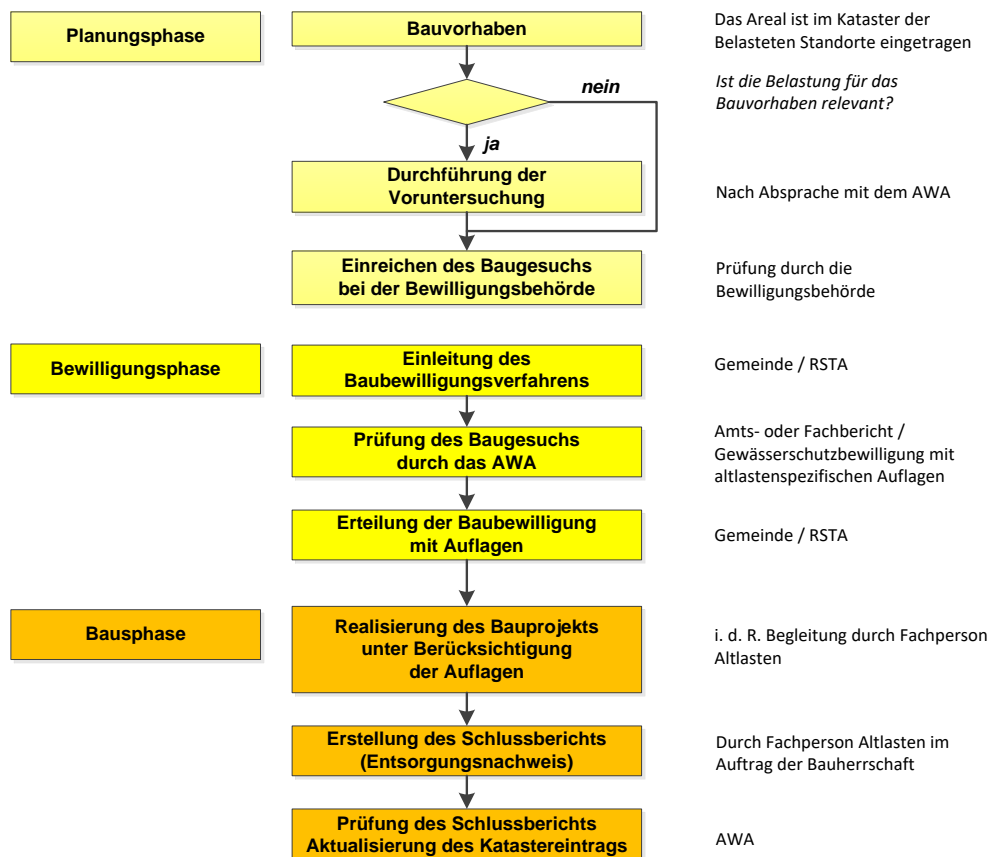 Planungsphase
Bauvorhaben
Das Areal ist im Kataster der
Belasteten Standorte eingetragen
nein
Ist die Belastung für das
Bauvorhaben relevant?
ja
Durchführung der
Voruntersuchung
Nach Absprache mit dem AWA
Einreichen des Baugesuchs
bei der Bewilligungsbehörde
Prüfung durch die
Bewilligungsbehörde
Bewilligungsphase
Einleitung des
Baubewilligungsverfahrens
Gemeinde / RSTA
Prüfung des Baugesuchs
durch das AWA
Amts- oder Fachbericht /
Gewässerschutzbewilligung mit
altlastenspezifischen Auflagen
Erteilung der Baubewilligung
mit Auflagen
Gemeinde / RSTA
Bausphase
Realisierung des Bauprojekts
unter Berücksichtigung
der Auflagen
i. d. R. Begleitung durch Fachperson
Altlasten
Erstellung des Schlussberichts
(Entsorgungsnachweis)
Durch Fachperson Altlasten im
Auftrag der Bauherrschaft
Prüfung des Schlussberichts
Aktualisierung des Katastereintrags
AWA